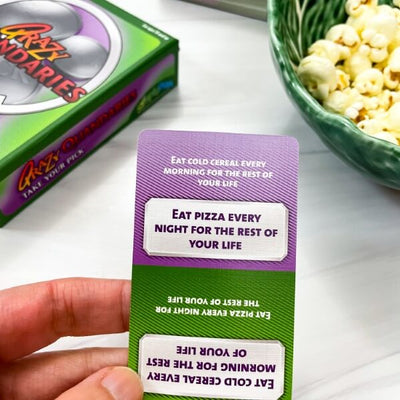 CRAZY
QUANDARIES
CRAZY QUANDARIES
TAKE YOUR PICK
EAT COLD CEREAL EVERY
MORNING FOR THE REST OF
YOUR LIFE
EAT PIZZA EVERY
NIGHT FOR THE REST OF
YOUR LIFE
EAT PIZZA EVERY NIGHT FOR
THE REST OF YOUR LIFE
EAT COLD CEREAL EVERY
MORNING FOR THE REST
OF YOUR LIFE